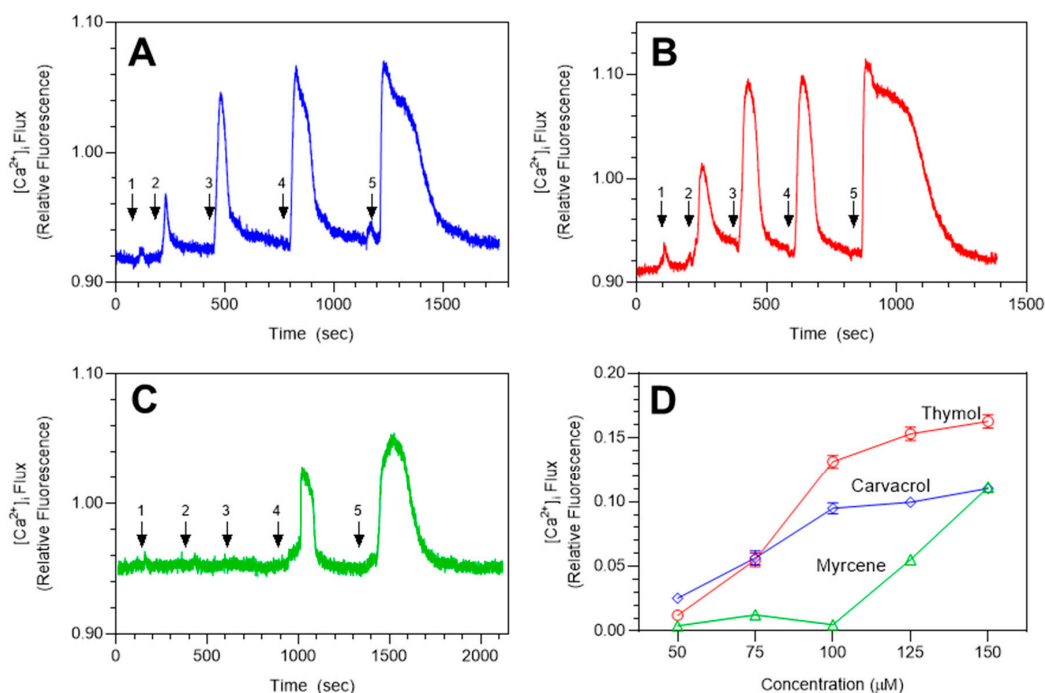 A
[Ca²⁺]ᵢ Flux
(Relative Fluorescence)
1.10
1.00
0.90
1
2
3
4
5
0
500
1000
1500
Time (sec)
B
[Ca²⁺]ᵢ Flux
(Relative Fluorescence)
1.10
1.00
0.90
1
2
3
4
5
0
500
1000
1500
Time (sec)
C
[Ca²⁺]ᵢ Flux
(Relative Fluorescence)
1.10
1.00
0.90
1
2
3
4
5
0
500
1000
1500
2000
Time (sec)
D
[Ca²⁺]ᵢ Flux
(Relative Fluorescence)
0.20
0.15
0.10
0.05
0.00
Thymol
Carvacrol
Myrcene
50
75
100
125
150
Concentration (μM)